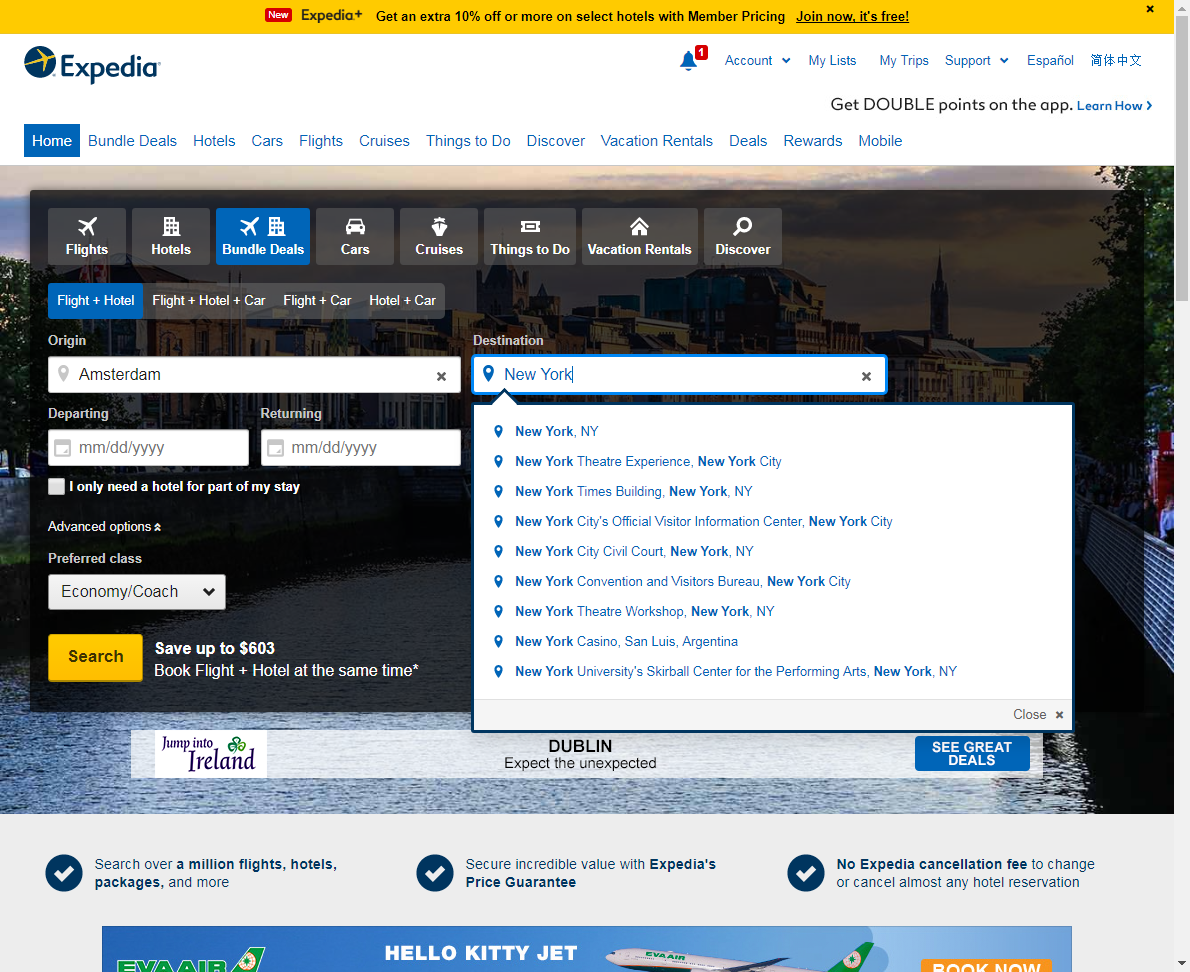 New Expedia+ Get an extra 10% off or more on select hotels with Member Pricing Join now, it's free!
Expedia
1 Account My Lists My Trips Support Español 简体中文
Get DOUBLE points on the app. Learn How
Home Bundle Deals Hotels Cars Flights Cruises Things to Do Discover Vacation Rentals Deals Rewards Mobile
Flights Hotels Bundle Deals Cars Cruises Things to Do Vacation Rentals Discover
Flight + Hotel Flight + Hotel + Car Flight + Car Hotel + Car
Origin Destination
Amsterdam New York
Departing Returning
mm/dd/yyyy mm/dd/yyyy
I only need a hotel for part of my stay
Advanced options
Preferred class
Economy/Coach
Search
Save up to $603
Book Flight + Hotel at the same time*
New York, NY
New York Theatre Experience, New York City
New York Times Building, New York, NY
New York City's Official Visitor Information Center, New York City
New York City Civil Court, New York, NY
New York Convention and Visitors Bureau, New York City
New York Theatre Workshop, New York, NY
New York Casino, San Luis, Argentina
New York University's Skirball Center for the Performing Arts, New York, NY
Close
Jump into
Ireland
DUBLIN
Expect the unexpected
SEE GREAT
DEALS
Search over a million flights, hotels,
packages, and more
Secure incredible value with Expedia's
Price Guarantee
No Expedia cancellation fee to change
or cancel almost any hotel reservation
HELLO KITTY JET
EVA AIR
EVA AIR
BOOK NOW